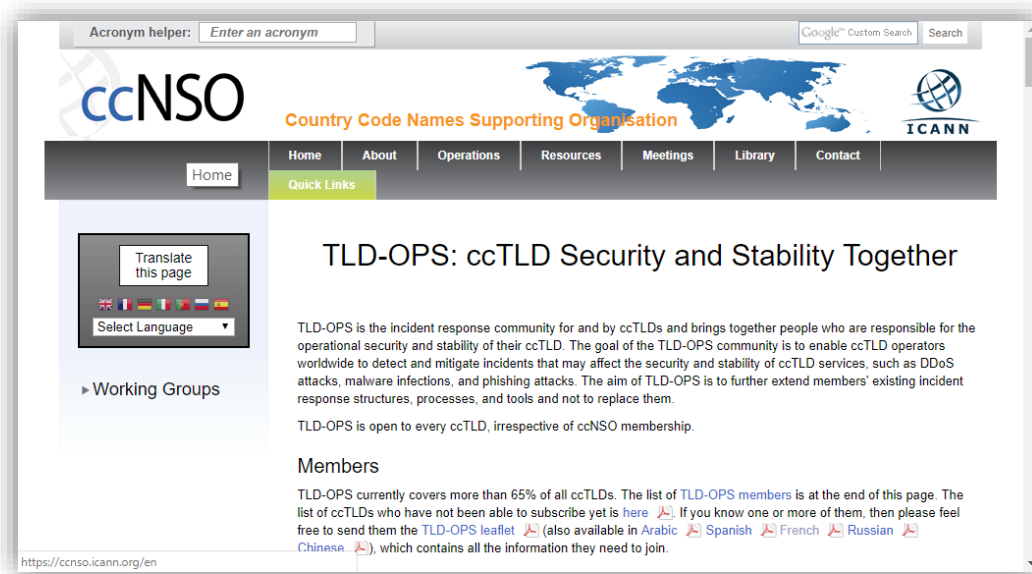 Acronym helper: Enter an acronym
Google™ Custom Search Search
ccNSO
Country Code Names Supporting Organisation
ICANN
Home About Operations Resources Meetings Library Contact
Home
Quick Links
Translate
this page
Select Language
Working Groups
TLD-OPS: ccTLD Security and Stability Together
TLD-OPS is the incident response community for and by ccTLDs and brings together people who are responsible for the
operational security and stability of their ccTLD. The goal of the TLD-OPS community is to enable ccTLD operators
worldwide to detect and mitigate incidents that may affect the security and stability of ccTLD services, such as DDoS
attacks, malware infections, and phishing attacks. The aim of TLD-OPS is to further extend members' existing incident
response structures, processes, and tools and not to replace them.
TLD-OPS is open to every ccTLD, irrespective of ccNSO membership.
Members
TLD-OPS currently covers more than 65% of all ccTLDs. The list of TLD-OPS members is at the end of this page. The
list of ccTLDs who have not been able to subscribe yet is here. If you know one or more of them, then please feel
free to send them the TLD-OPS leaflet (also available in Arabic Spanish French Russian
Chinese ), which contains all the information they need to join.
https://ccnso.icann.org/en